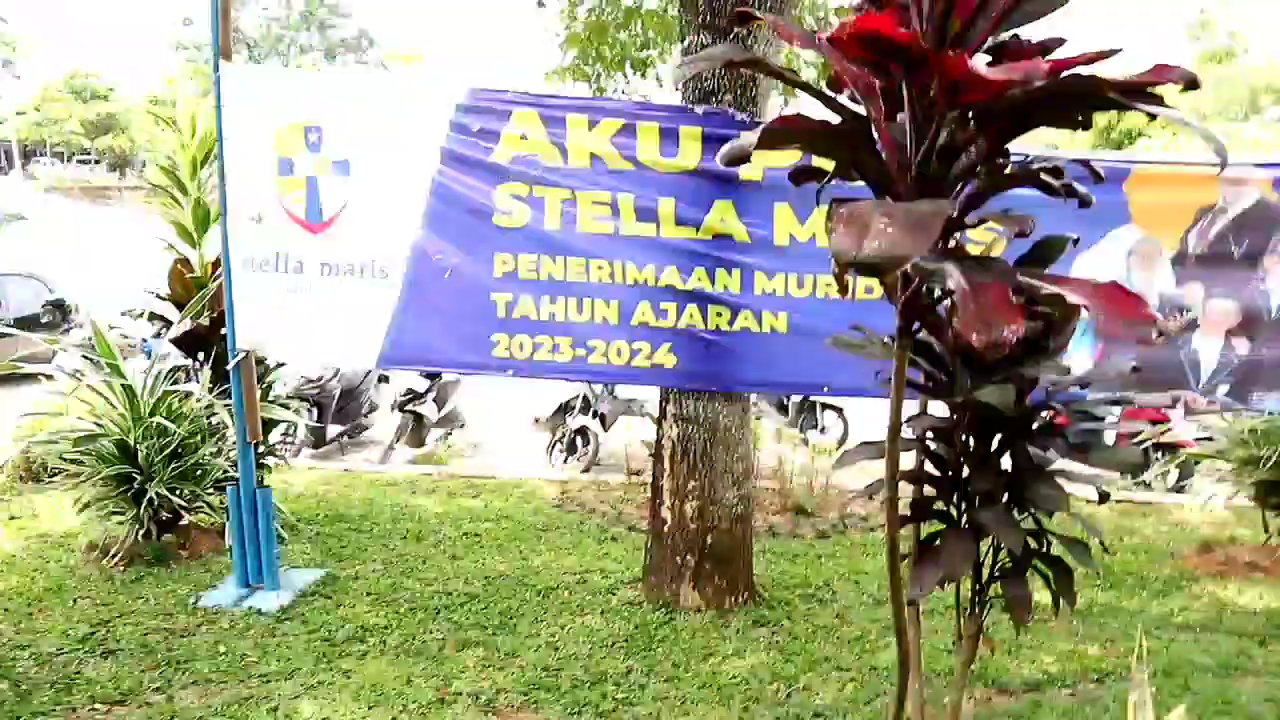 stella maris
AKU P
STELLA M S
PENERIMAAN MURID
TAHUN AJARAN
2023-2024